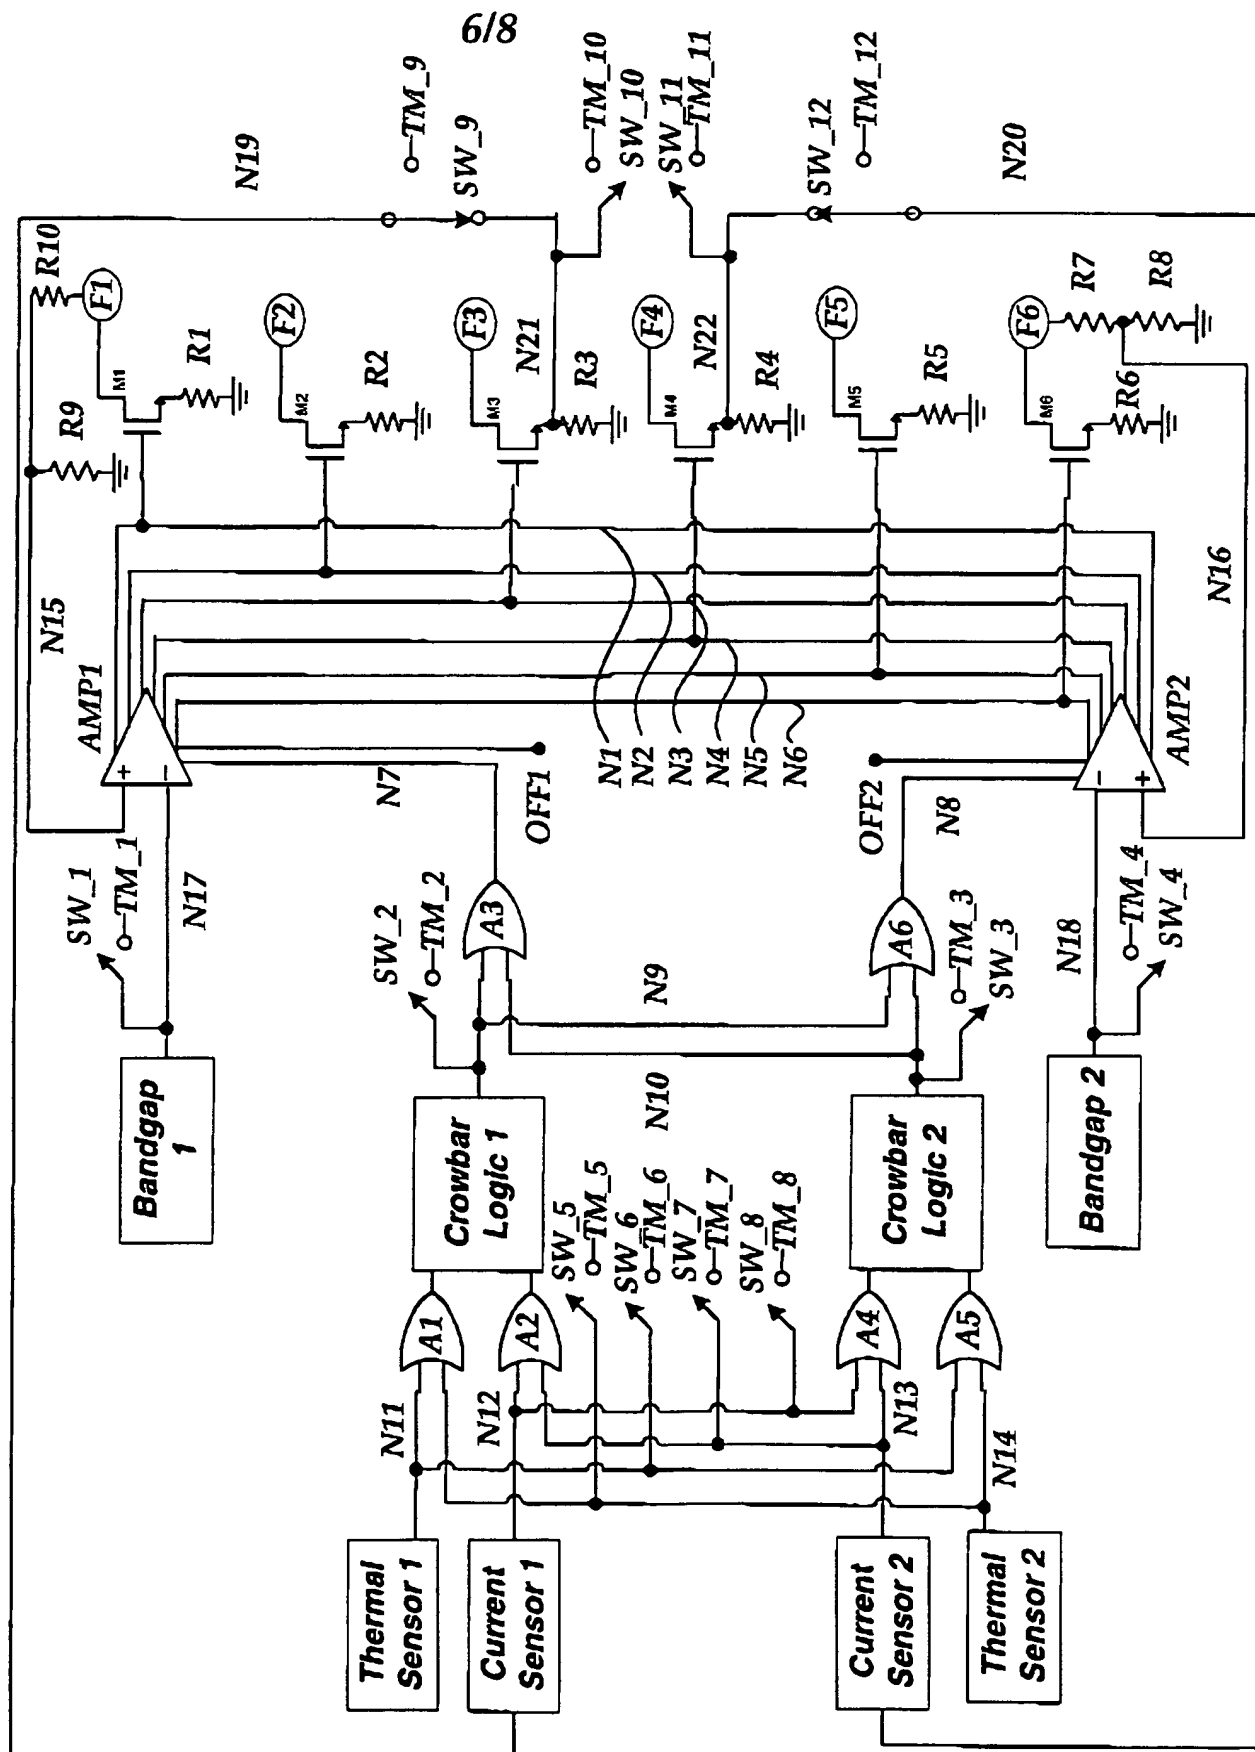 6/8
N19
TM_9
SW_9
TM_10
SW_10
SW_11
TM_11
SW_12
TM_12
N20
R10
F1
R9
M1
R1
F2
M2
R2
F3
M3
N21
R3
F4
M4
N22
R4
F5
M5
R5
F6
M6
R6
R7
R8
N15
AMP1
+
−
N7
OFF1
N1
N2
N3
N4
N5
N6
OFF2
N8
−
+
AMP2
N16
SW_1
TM_1
N17
SW_2
TM_2
A3
N9
A6
TM_3
SW_3
N18
TM_4
SW_4
Bandgap
1
Crowbar
Logic 1
N10
Crowbar
Logic 2
Bandgap 2
SW_5
TM_5
SW_6
TM_6
SW_7
TM_7
SW_8
TM_8
A1
A2
A4
A5
N11
N12
N13
N14
Thermal
Sensor 1
Current
Sensor 1
Current
Sensor 2
Thermal
Sensor 2